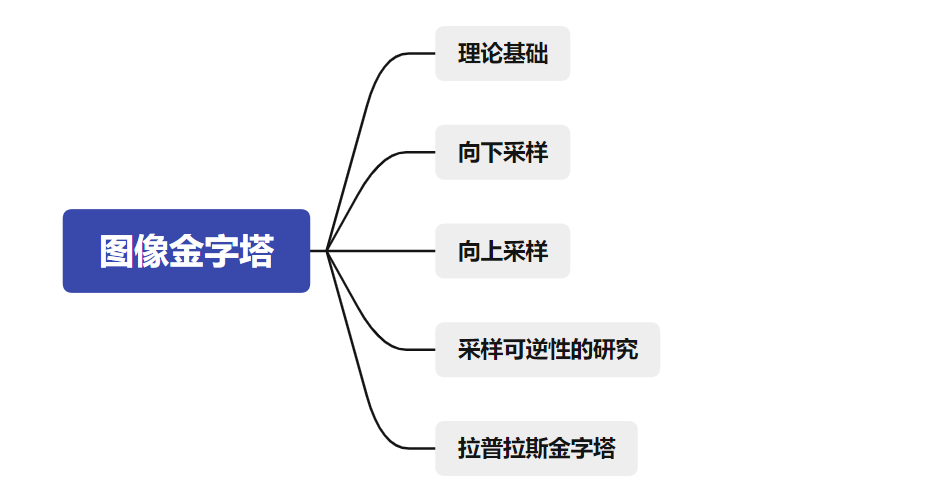 图像金字塔
理论基础
向下采样
向上采样
采样可逆性的研究
拉普拉斯金字塔